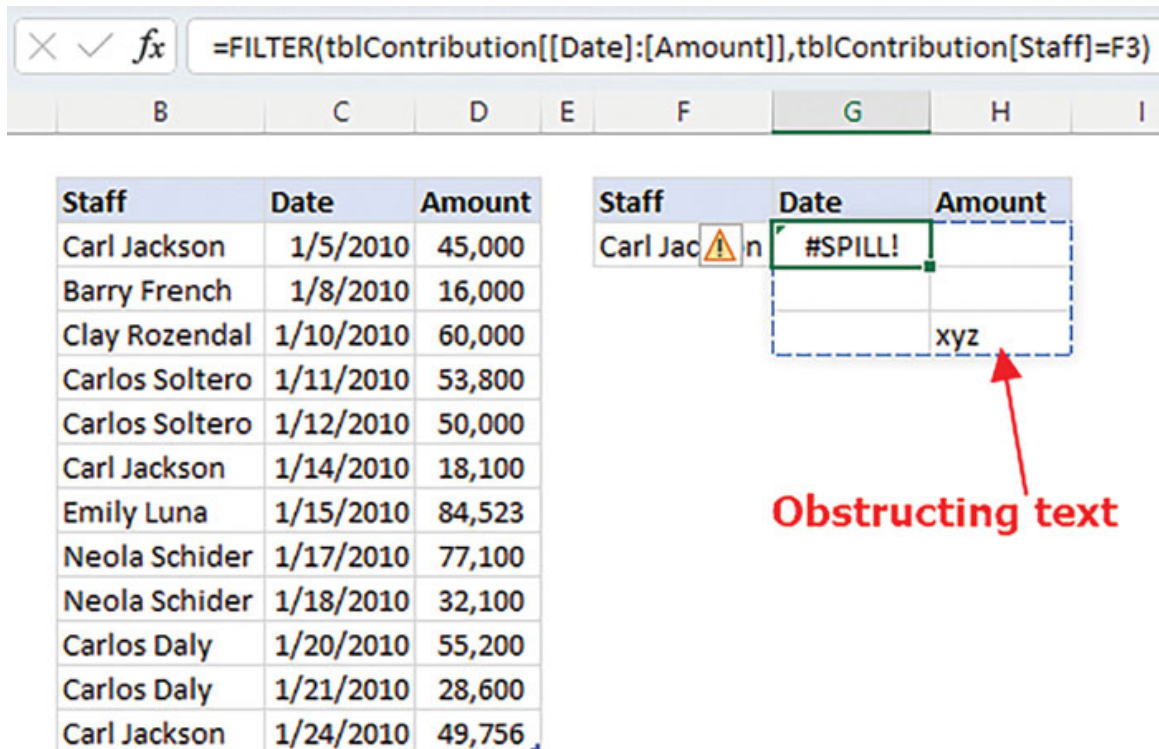 fx =FILTER(tblContribution[[Date]:[Amount]],tblContribution[Staff]=F3)
B C D E F G H I
Staff Date Amount Staff Date Amount
Carl Jackson 1/5/2010 45,000 Carl Jac n #SPILL!
Barry French 1/8/2010 16,000
Clay Rozendal 1/10/2010 60,000 xyz
Carlos Soltero 1/11/2010 53,800
Carlos Soltero 1/12/2010 50,000
Carl Jackson 1/14/2010 18,100
Emily Luna 1/15/2010 84,523 Obstructing text
Neola Schider 1/17/2010 77,100
Neola Schider 1/18/2010 32,100
Carlos Daly 1/20/2010 55,200
Carlos Daly 1/21/2010 28,600
Carl Jackson 1/24/2010 49,756